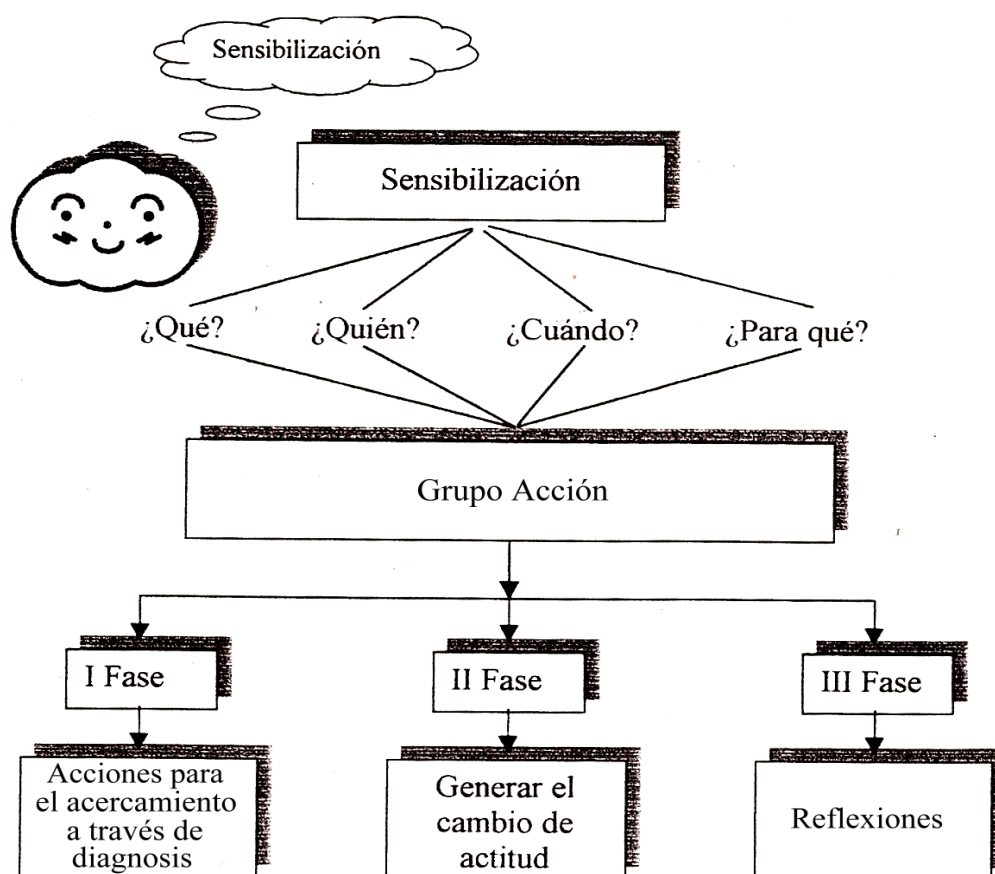 Sensibilización
Sensibilización
¿Qué?
¿Quién?
¿Cuándo?
¿Para qué?
Grupo Acción
I Fase
II Fase
III Fase
Acciones para
el acercamiento
a través de
diagnosis
Generar el
cambio de
actitud
Reflexiones